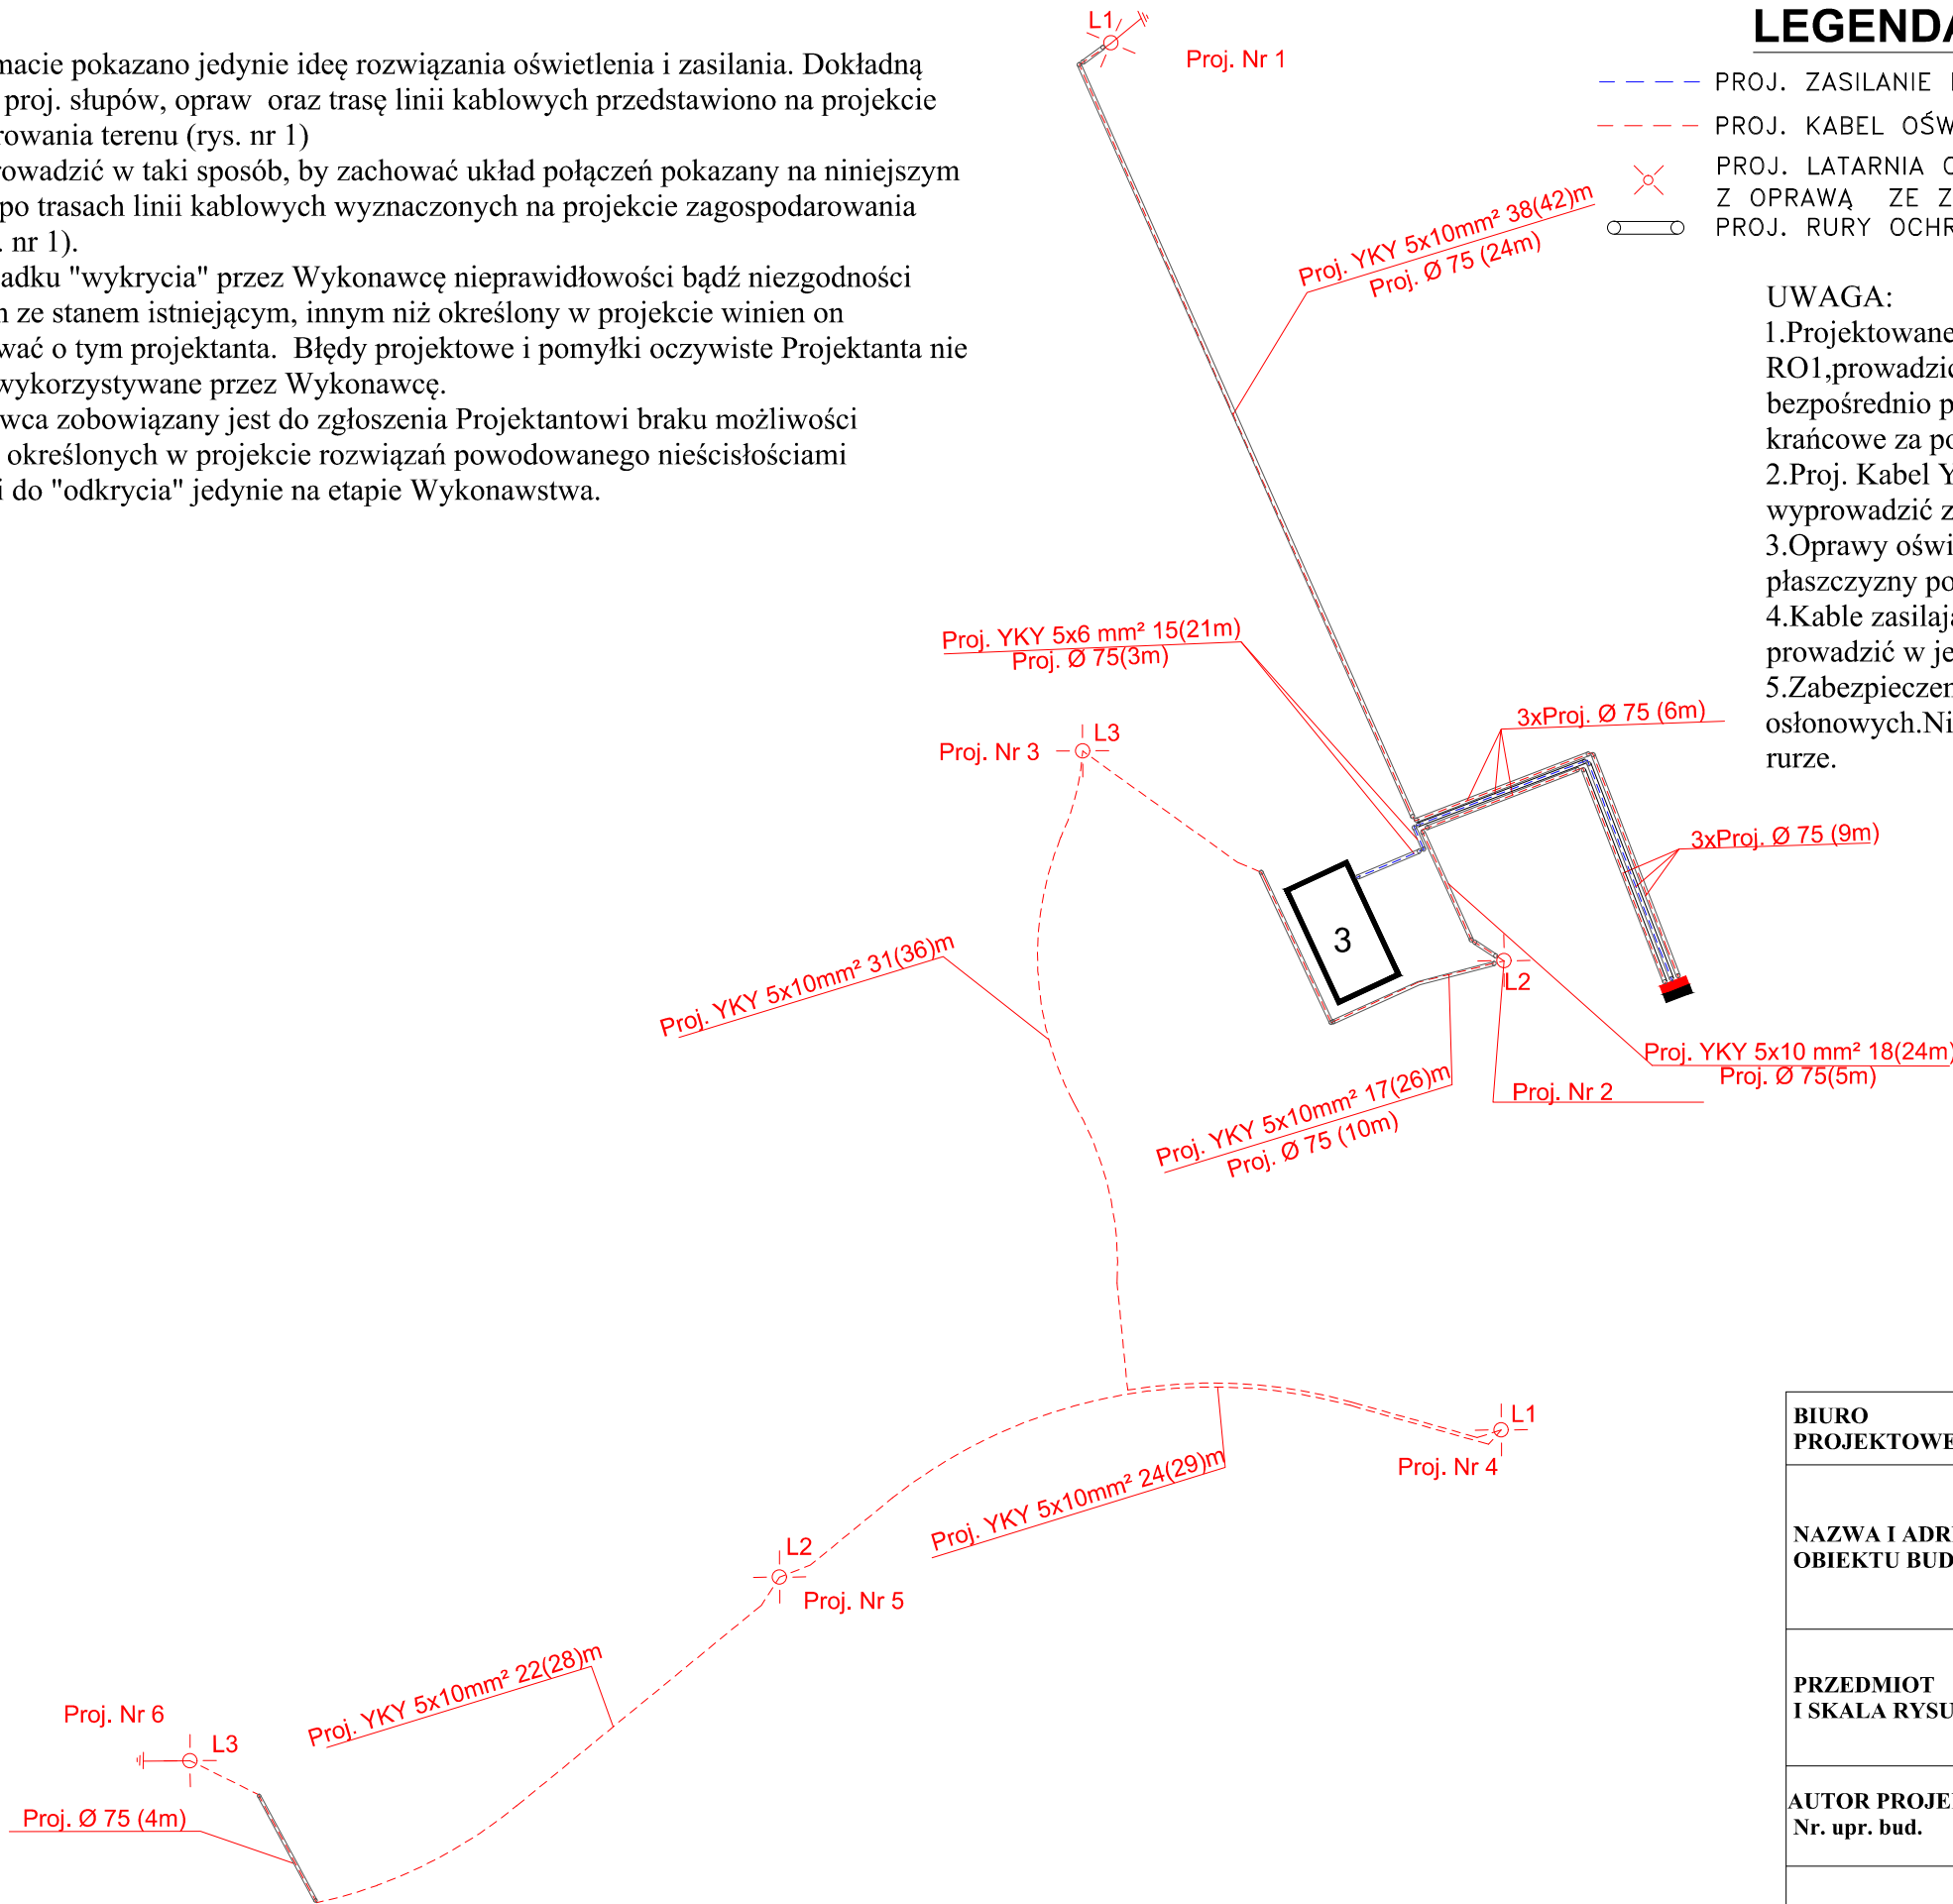 macie pokazano jedynie ideę rozwiązania oświetlenia i zasilania. Dokładną
proj. słupów, opraw oraz trasę linii kablowych przedstawiono na projekcie
rowania terenu (rys. nr 1)
rowadzić w taki sposób, by zachować układ połączeń pokazany na niniejszym
po trasach linii kablowych wyznaczonych na projekcie zagospodarowania
. nr 1).
adku "wykrycia" przez Wykonawcę nieprawidłowości bądź niezgodności
ze stanem istniejącym, innym niż określony w projekcie winien on
wać o tym projektanta. Błędy projektowe i pomyłki oczywiste Projektanta nie
wykorzystywane przez Wykonawcę.
wca zobowiązany jest do zgłoszenia Projektantowi braku możliwości
określonych w projekcie rozwiązań powodowanego nieścisłościami
i do "odkrycia" jedynie na etapie Wykonawstwa.
L1
Proj. Nr 1
LEGENDA
PROJ. ZASILANIE
PROJ. KABEL OŚW
PROJ. LATARNIA O
Z OPRAWĄ ZE Z
PROJ. RURY OCHR
UWAGA:
1.Projektowane
RO1,prowadzić
bezpośrednio p
krańcowe za po
2.Proj. Kabel Y
wyprowadzić z
3.Oprawy oświ
płaszczyzny po
4.Kable zasilają
prowadzić w je
5.Zabezpieczen
osłonowych.Ni
rurze.
Proj. YKY 5x10mm² 38(42)m
Proj. Ø 75 (24m)
Proj. YKY 5x6 mm² 15(21m)
Proj. Ø 75(3m)
3xProj. Ø 75 (6m)
L3
Proj. Nr 3
3xProj. Ø 75 (9m)
3
L2
Proj. YKY 5x10mm² 31(36)m
Proj. YKY 5x10 mm² 18(24m)
Proj. Ø 75(5m)
Proj. Nr 2
Proj. YKY 5x10mm² 17(26)m
Proj. Ø 75 (10m)
L1
Proj. Nr 4
Proj. YKY 5x10mm² 24(29)m
L2
Proj. Nr 5
Proj. YKY 5x10mm² 22(28)m
Proj. Nr 6
L3
Proj. Ø 75 (4m)
BIURO
PROJEKTOWE
NAZWA I ADR
OBIEKTU BUD
PRZEDMIOT
I SKALA RYSU
AUTOR PROJE
Nr. upr. bud.